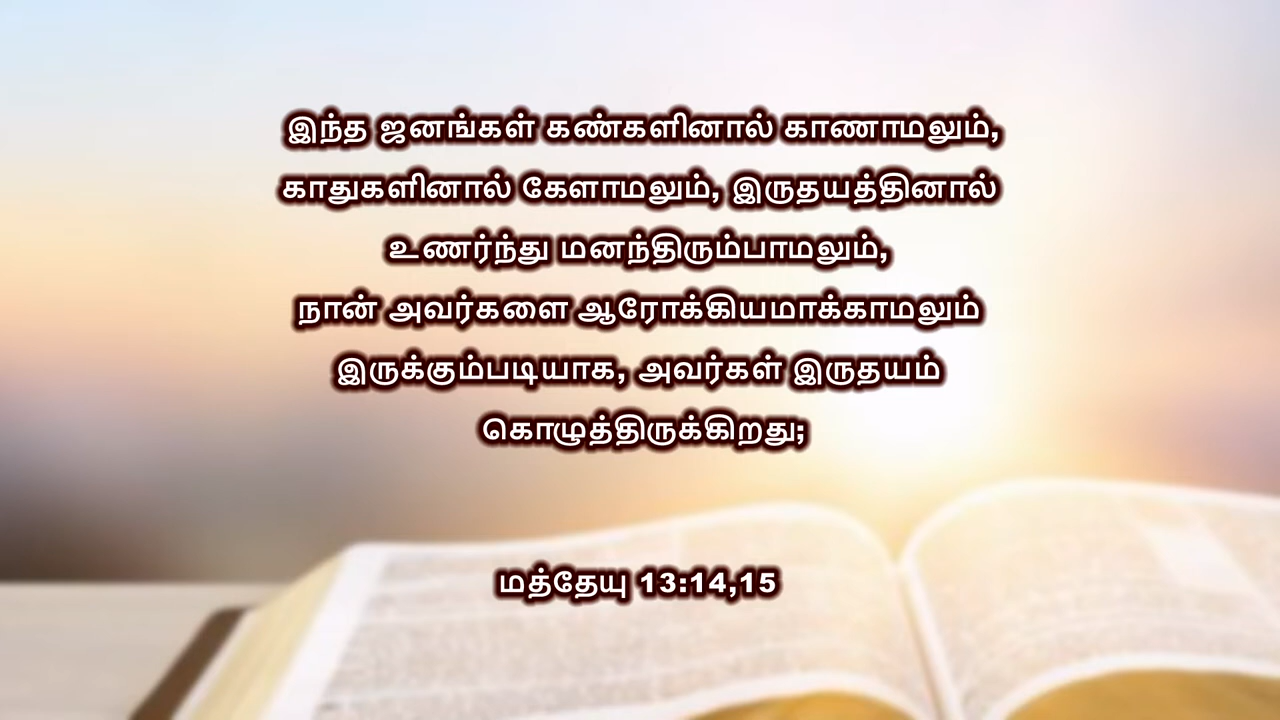 இந்த ஜனங்கள் கண்களினால் காணாமலும்,
காதுகளினால் கேளாமலும், இருதயத்தினால்
உணர்ந்து மனந்திரும்பாமலும்,
நான் அவர்களை ஆரோக்கியமாக்காமலும்
இருக்கும்படியாக, அவர்கள் இருதயம்
கொழுத்திருக்கிறது;
மத்தேயு 13:14,15